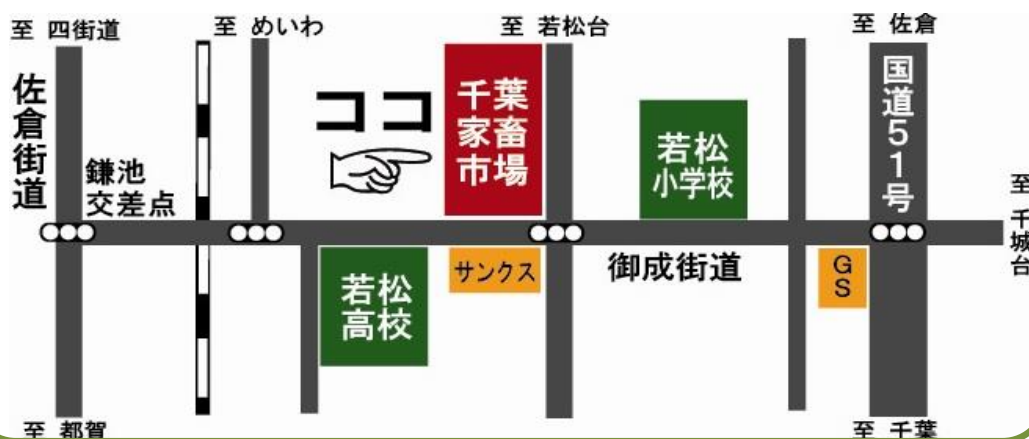 至 四街道
至 めいわ
至 若松台
至 佐倉
佐倉街道
鎌池
交差点
ココ
千葉
家畜
市場
若松
小学校
国道51号
至 千城台
若松
高校
サンクス
御成街道
GS
至 都賀
至 千葉